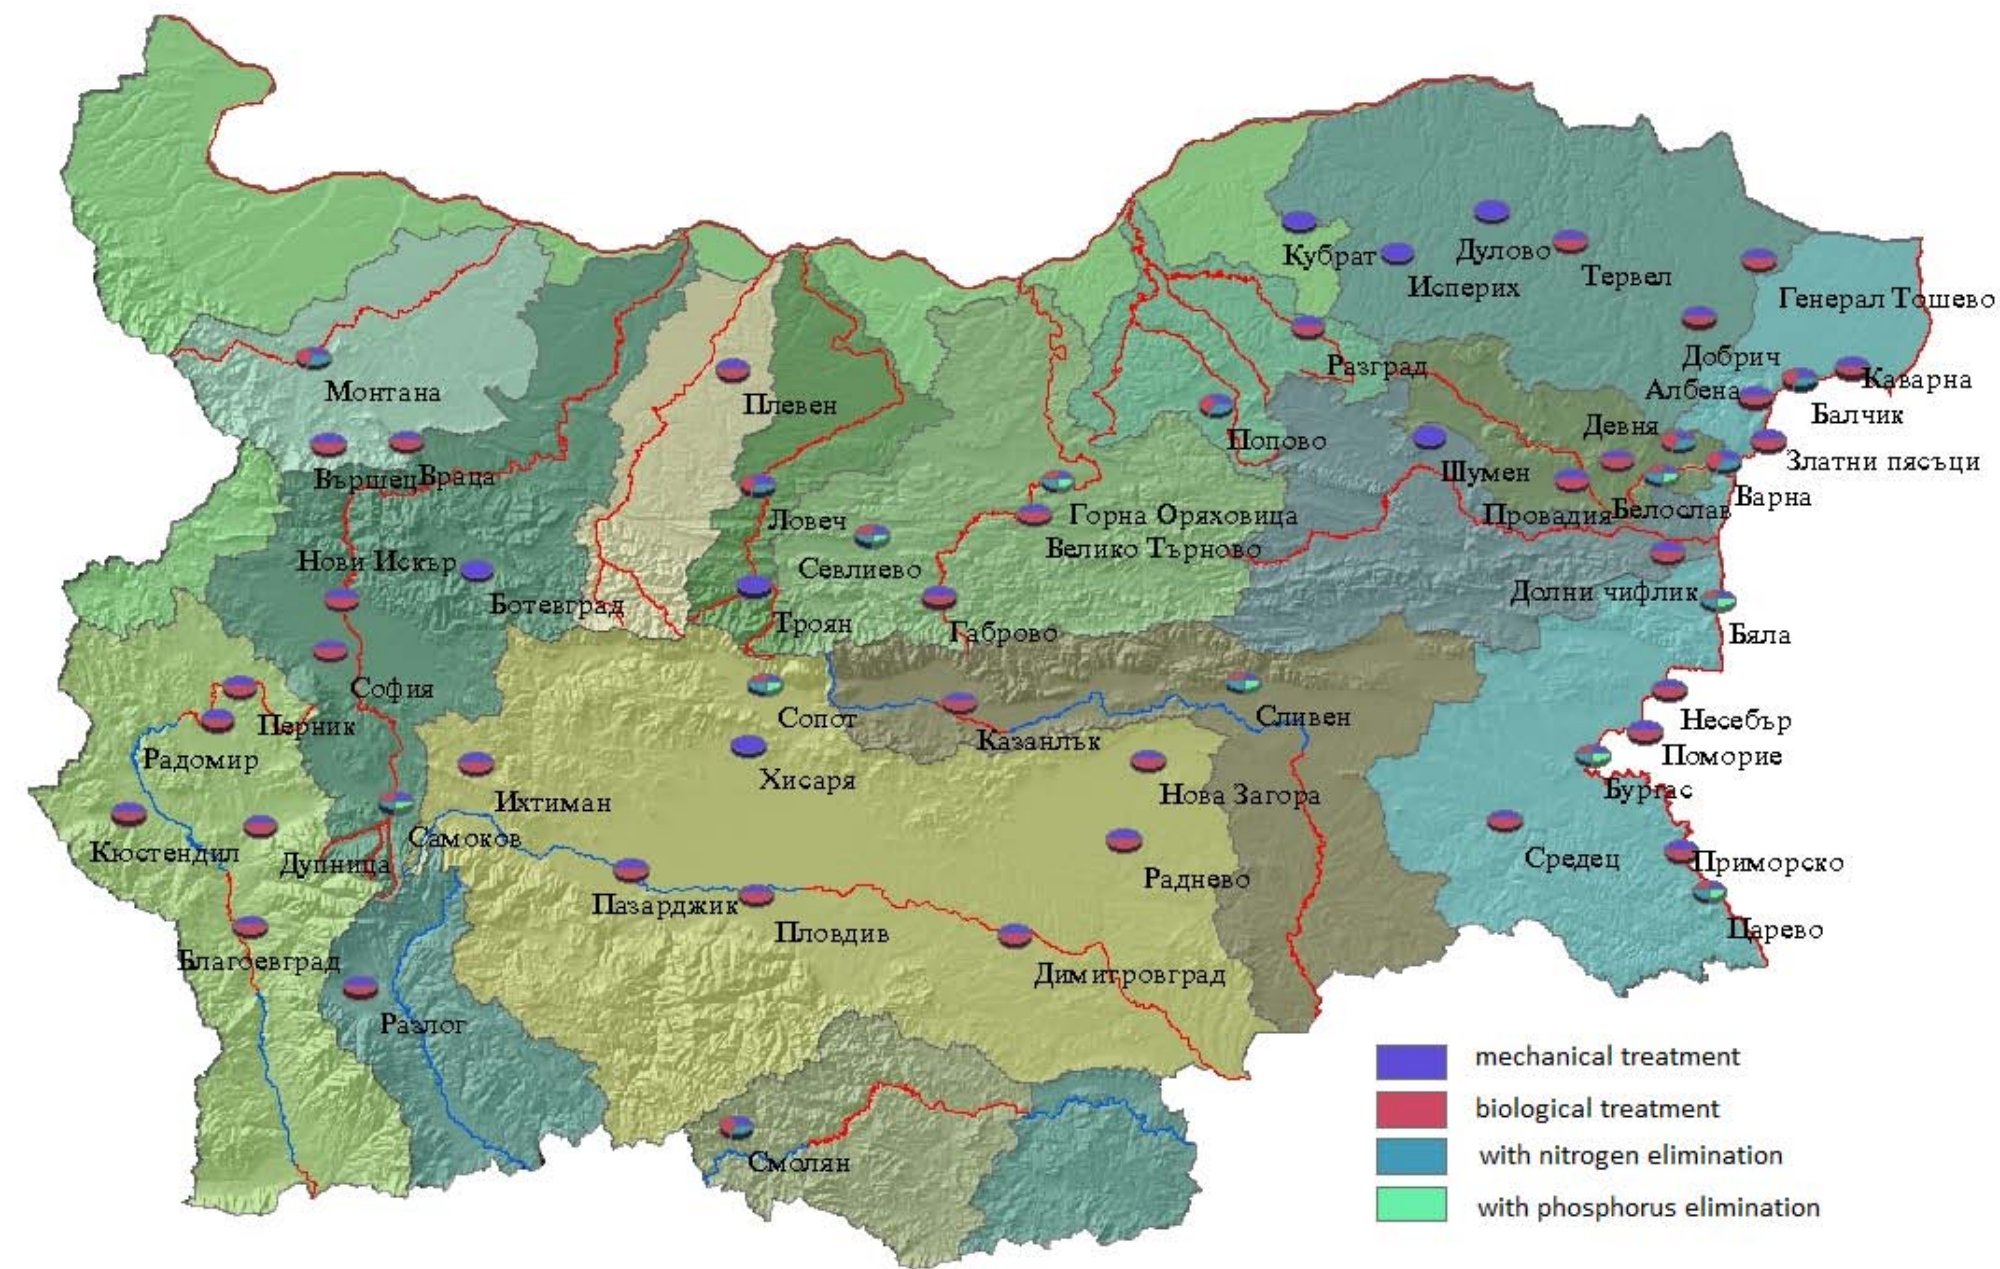 Кубрат
Дулово
Исперих
Тервел
Генерал Тошево
Добрич
Разград
Албена
Каварна
Балчик
Монтана
Плевен
Девня
Попово
Златни пясъци
Шумен
Вършец
Враца
Варна
Белослав
Провадия
Ловеч
Горна Оряховица
Велико Търново
Нови Искър
Севлиево
Ботевград
Долни чифлик
Троян
Габрово
Бяла
София
Сопот
Сливен
Несебър
Перник
Казанлък
Поморие
Радомир
Хисаря
Бургас
Ихтиман
Нова Загора
Самоков
Кюстендил
Дупница
Средец
Приморско
Раднево
Пазарджик
Пловдив
Царево
Благоевград
Димитровград
Разлог
Смолян
mechanical treatment
biological treatment
with nitrogen elimination
with phosphorus elimination